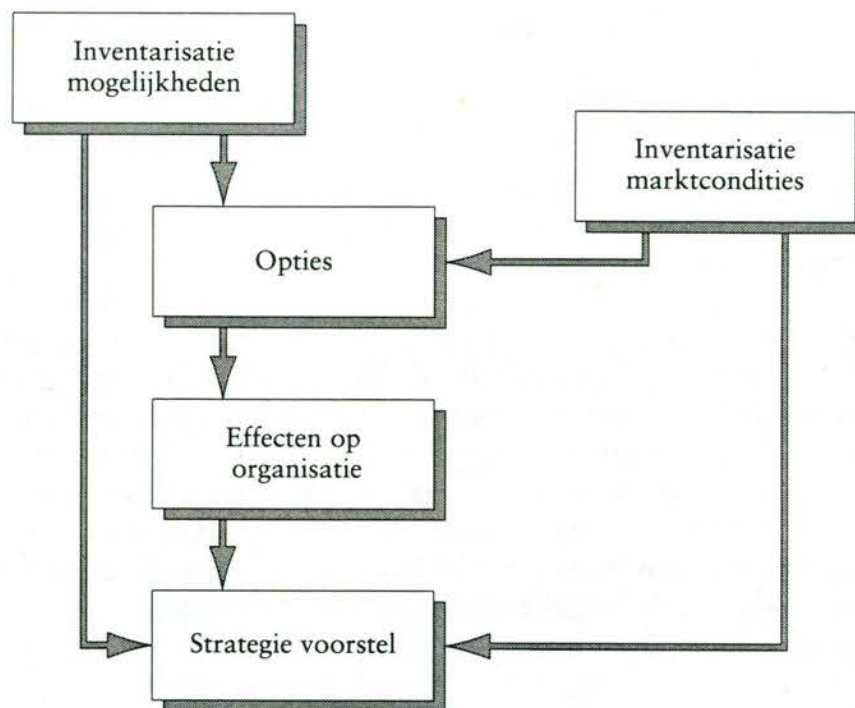 Inventarisatie
mogelijkheden
Inventarisatie
marktcondities
Opties
Effecten op
organisatie
Strategie voorstel